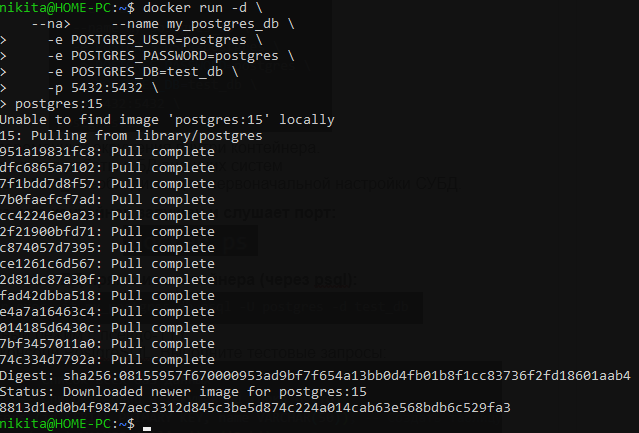 nikita@HOME-PC:~$ docker run -d \
    --na>     --name my_postgres_db \
>     -e POSTGRES_USER=postgres \
>     -e POSTGRES_PASSWORD=postgres \
>     -e POSTGRES_DB=test_db \
>     -p 5432:5432 \
> postgres:15
Unable to find image 'postgres:15' locally
15: Pulling from library/postgres
951a19831fc8: Pull complete
dfc6865a7102: Pull complete
7f1bdd7d8f57: Pull complete
7b0faefcf7ad: Pull complete
cc42246e0a23: Pull complete
2f21900bfd71: Pull complete
c874057d7395: Pull complete
ce1261c6d567: Pull complete
2d81dc87a30f: Pull complete
fad42dbba518: Pull complete
e4a7a16463c4: Pull complete
014185d6430c: Pull complete
7bf3457011a0: Pull complete
74c334d7792a: Pull complete
Digest: sha256:08155957f670000953ad9bf7f654a13bb0d4fb01b8f1cc83736f2fd18601aab4
Status: Downloaded newer image for postgres:15
8813d1ed0b4f9847aec3312d845c3be5d874c224a014cab63e568bdb6c529fa3
nikita@HOME-PC:~$